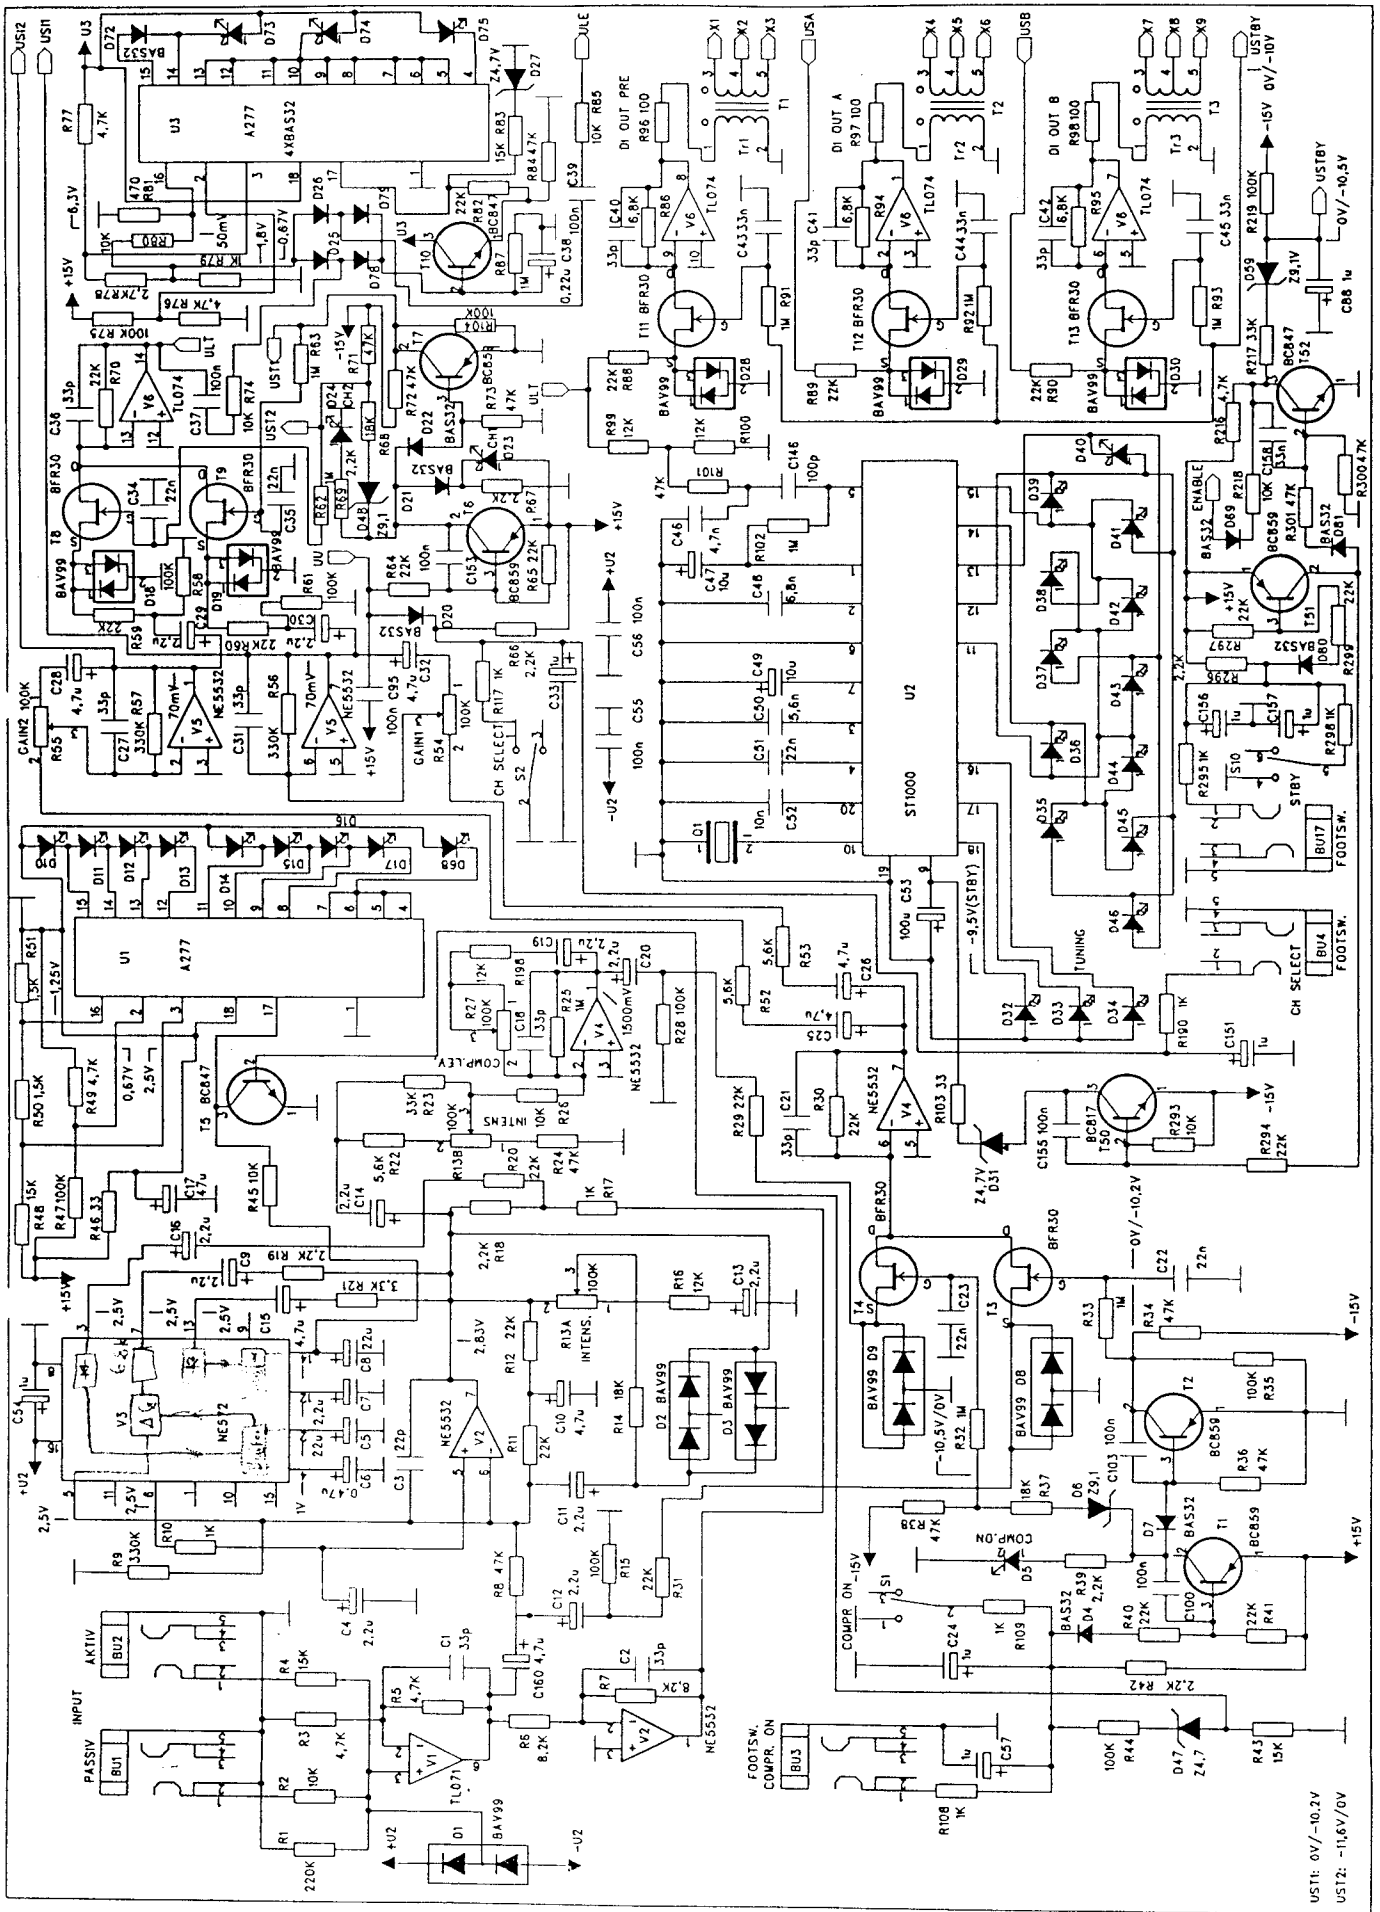 USI2
USI1
ULE
X1
X2
X3
USA
X4
X5
X6
USB
X7
X8
X9
USTBY
0V/-10V
U3
D72
BAS32
D73
D74
D75
R77
4,7K
U3
A277
4XBAS32
Z4,7V
D27
15K R83
R84 47K
10K R85
C39
100n
DI OUT PRE
R96 100
T1
Tr1
DI OUT A
R97 100
T2
Tr2
DI OUT B
R98 100
T3
Tr3
-15V
-6,3V
+15V
470
R81
10K
R80
50mV
-1,8V
-0,67V
1K R79
2,7K R78
4,7K R76
100K R75
D25
D26
D78
D79
22K
R82
BC847
T10
R87
1M
C38
0,22u
C40
33p
6,8K
R86
V6
TL074
C43 33n
C41
33p
6,8K
R94
V6
TL074
C44 33n
C42
33p
6,8K
R95
V6
TL074
C45 33n
R219 100K
USTBY
0V/-10,5V
D59
Z9,1V
C88 1u
C36
33p
22K
R70
V6
TL074
ULT
C37
100n
R74
10K
UST1
R63
1M
UST2
D24
CH2
-15V
R71
47K
18K
R68
R72 47K
T7
BC859
R104
100K
R73
47K
ULT
R88
22K
T11 BFR30
BAV99
D28
1M R91
R89
22K
T12 BFR30
BAV99
D29
R92 1M
R90
22K
T13 BFR30
BAV99
D30
1M R93
R217 33K
BC847
T52
T8
BFR30
C34
22n
T9
BFR30
C35
22n
BAV99
D18
100K
R58
D19
BAV99
R62
1M
R69
2,2K
D48
Z9,1
UU
D21
D22
BAS32
BAS32
CH1
D23
2,2K
R67
T6
BC859
C153
100n
R64
22K
R65 22K
+15V
R99
12K
R100
12K
R101
47K
C146
100p
R102
1M
C46
4,7n
C47
10u
C48
6,8n
C49
10u
C50
5,6n
C51
22n
C52
10n
Q1
U2
ST1000
D40
D39
D38
D37
D36
D35
D41
D42
D43
D44
D45
D46
R216
4,7K
ENABLE
BAS32
D69
R218
10K
C158
33n
BC859
T51
R301 47K
BAS32
D81
R300 47K
+15V
22K
R297
2,2K
R296
BAS32
D80
22K
R299
C156
1u
C157
1u
R298 1K
R295 1K
S10
STBY
BU17
FOOTSW.
BU4
FOOTSW.
CH SELECT
GAIN2 100K
R55
C28
4,7u
C27
33p
R57
330K
V5
NE5532
70mV
22K
R59
C29
2,2u
22K R60
C30
2,2u
R61
100K
C31
33p
R56
330K
70mV
V5
NE5532
+15V
C95
100n
C32
4,7u
GAIN1
R54
100K
D20
BAS32
R66
2,2K
R117 1K
CH SELECT
S2
C33
1u
+U2
100n
C56
C55
100n
-U2
D10
D11
D12
D13
D14
D15
D16
D17
D68
U1
A277
R51
1,5K
-1,25V
R50 1,5K
R49 4,7K
0,67V
2,5V
R48
15K
R47 100K
R46 33
C17
47u
T5
BC847
R45 10K
C16
2,2u
+15V
R27
100K
COMP.LEV.
12K
R198
C19
2,2u
C18
33p
R25
1M
V4
NE5532
1500mV
C20
2,2u
R28 100K
33K
R23
INTENS
10K
R26
R22
5,6K
R13B
100K
R24
47K
R20
22K
1K R17
R18
2,2K
C14
2,2u
R53
5,6K
R52
5,6K
C26
4,7u
C25
4,7u
R29 22K
C21
33p
R30
22K
V4
NE5532
100u C53
-9,5V(STBY)
R103 33
D32
D33
D34
TUNING
R190
1K
C151
1u
Z4,7V
D31
C155 100n
BC817
T50
R293
10K
R294
22K
-15V
C54
1u
+U2
V3
NE572
2,5V
2,5V
2,5V
2,5V
2,5V
1V
C9
2,2u
2,2K R19
3,3K R21
C15
4,7u
C8 22u
C7
2,2u
C5
22u
C6
0,47u
R9
330K
R10
1K
C4
2,2u
C3
22p
V2
NE5532
2,83V
R12
22K
R11
22K
C10
4,7u
R13A
100K
INTENS.
R14 18K
R16
12K
C13
2,2u
D2 BAV99
D3 BAV99
C11
2,2u
R8 47K
C12
2,2u
100K
R15
22K
R31
BFR30
T4
BAV99 D9
C23
22n
-10,5V/0V
R32 1M
T3
BFR30
BAV99 D8
0V/-10,2V
C22
22n
R33
1M
R34
47K
-15V
100K
R35
T2
BC859
C103 100n
R36
47K
R37
18K
R38
47K
-15V
D6
Z9,1
D7
BAS32
T1
BC859
C100
100n
COMP.ON
D5
R39
2,2K
BAS32
D4
R40
22K
22K
R41
+15V
COMPR ON
S1
1K
R109
C24
1u
2,2K R42
AKTIV
BU2
INPUT
PASSIV
BU1
R4
15K
R3
4,7K
R2
10K
R1
220K
C1
33p
R5
4,7K
V1
TL071
C160 4,7u
R6
8,2K
C2
33p
R7
8,2K
V2
NE5532
+U2
D1
BAV99
-U2
FOOTSW.
COMPR. ON
BU3
R108
1K
C57
1u
100K
R44
D47
Z4,7
R43
15K
UST1: 0V/-10,2V
UST2: -11,6V/0V